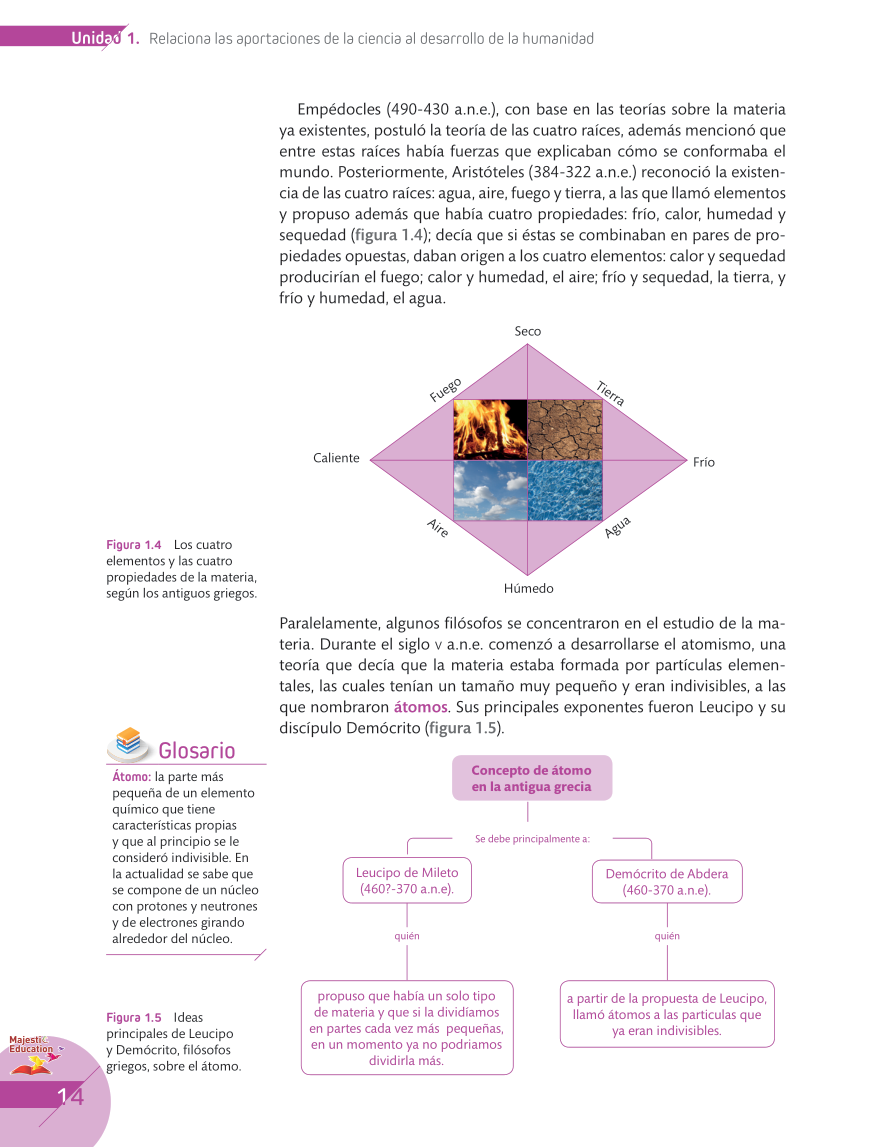 Unidad 1. Relaciona las aportaciones de la ciencia al desarrollo de la humanidad
Empédocles (490-430 a.n.e.), con base en las teorías sobre la materia
ya existentes, postuló la teoría de las cuatro raíces, además mencionó que
entre estas raíces había fuerzas que explicaban cómo se conformaba el
mundo. Posteriormente, Aristóteles (384-322 a.n.e.) reconoció la existen-
cia de las cuatro raíces: agua, aire, fuego y tierra, a las que llamó elementos
y propuso además que había cuatro propiedades: frío, calor, humedad y
sequedad (figura 1.4); decía que si éstas se combinaban en pares de pro-
piedades opuestas, daban origen a los cuatro elementos: calor y sequedad
producirían el fuego; calor y humedad, el aire; frío y sequedad, la tierra, y
frío y humedad, el agua.
Seco
Fuego
Tierra
Caliente
Frío
Aire
Agua
Húmedo
Figura 1.4 Los cuatro
elementos y las cuatro
propiedades de la materia,
según los antiguos griegos.
Paralelamente, algunos filósofos se concentraron en el estudio de la ma-
teria. Durante el siglo V a.n.e. comenzó a desarrollarse el atomismo, una
teoría que decía que la materia estaba formada por partículas elemen-
tales, las cuales tenían un tamaño muy pequeño y eran indivisibles, a las
que nombraron átomos. Sus principales exponentes fueron Leucipo y su
discípulo Demócrito (figura 1.5).
Glosario
Átomo: la parte más
pequeña de un elemento
químico que tiene
características propias
y que al principio se le
consideró indivisible. En
la actualidad se sabe que
se compone de un núcleo
con protones y neutrones
y de electrones girando
alrededor del núcleo.
Concepto de átomo
en la antigua grecia
Se debe principalmente a:
Leucipo de Mileto
(460?-370 a.n.e).
Demócrito de Abdera
(460-370 a.n.e).
quién
quién
propuso que había un solo tipo
de materia y que si la dividíamos
en partes cada vez más pequeñas,
en un momento ya no podriamos
dividirla más.
a partir de la propuesta de Leucipo,
llamó átomos a las particulas que
ya eran indivisibles.
Figura 1.5 Ideas
principales de Leucipo
y Demócrito, filósofos
griegos, sobre el átomo.
Majestic
Education
14